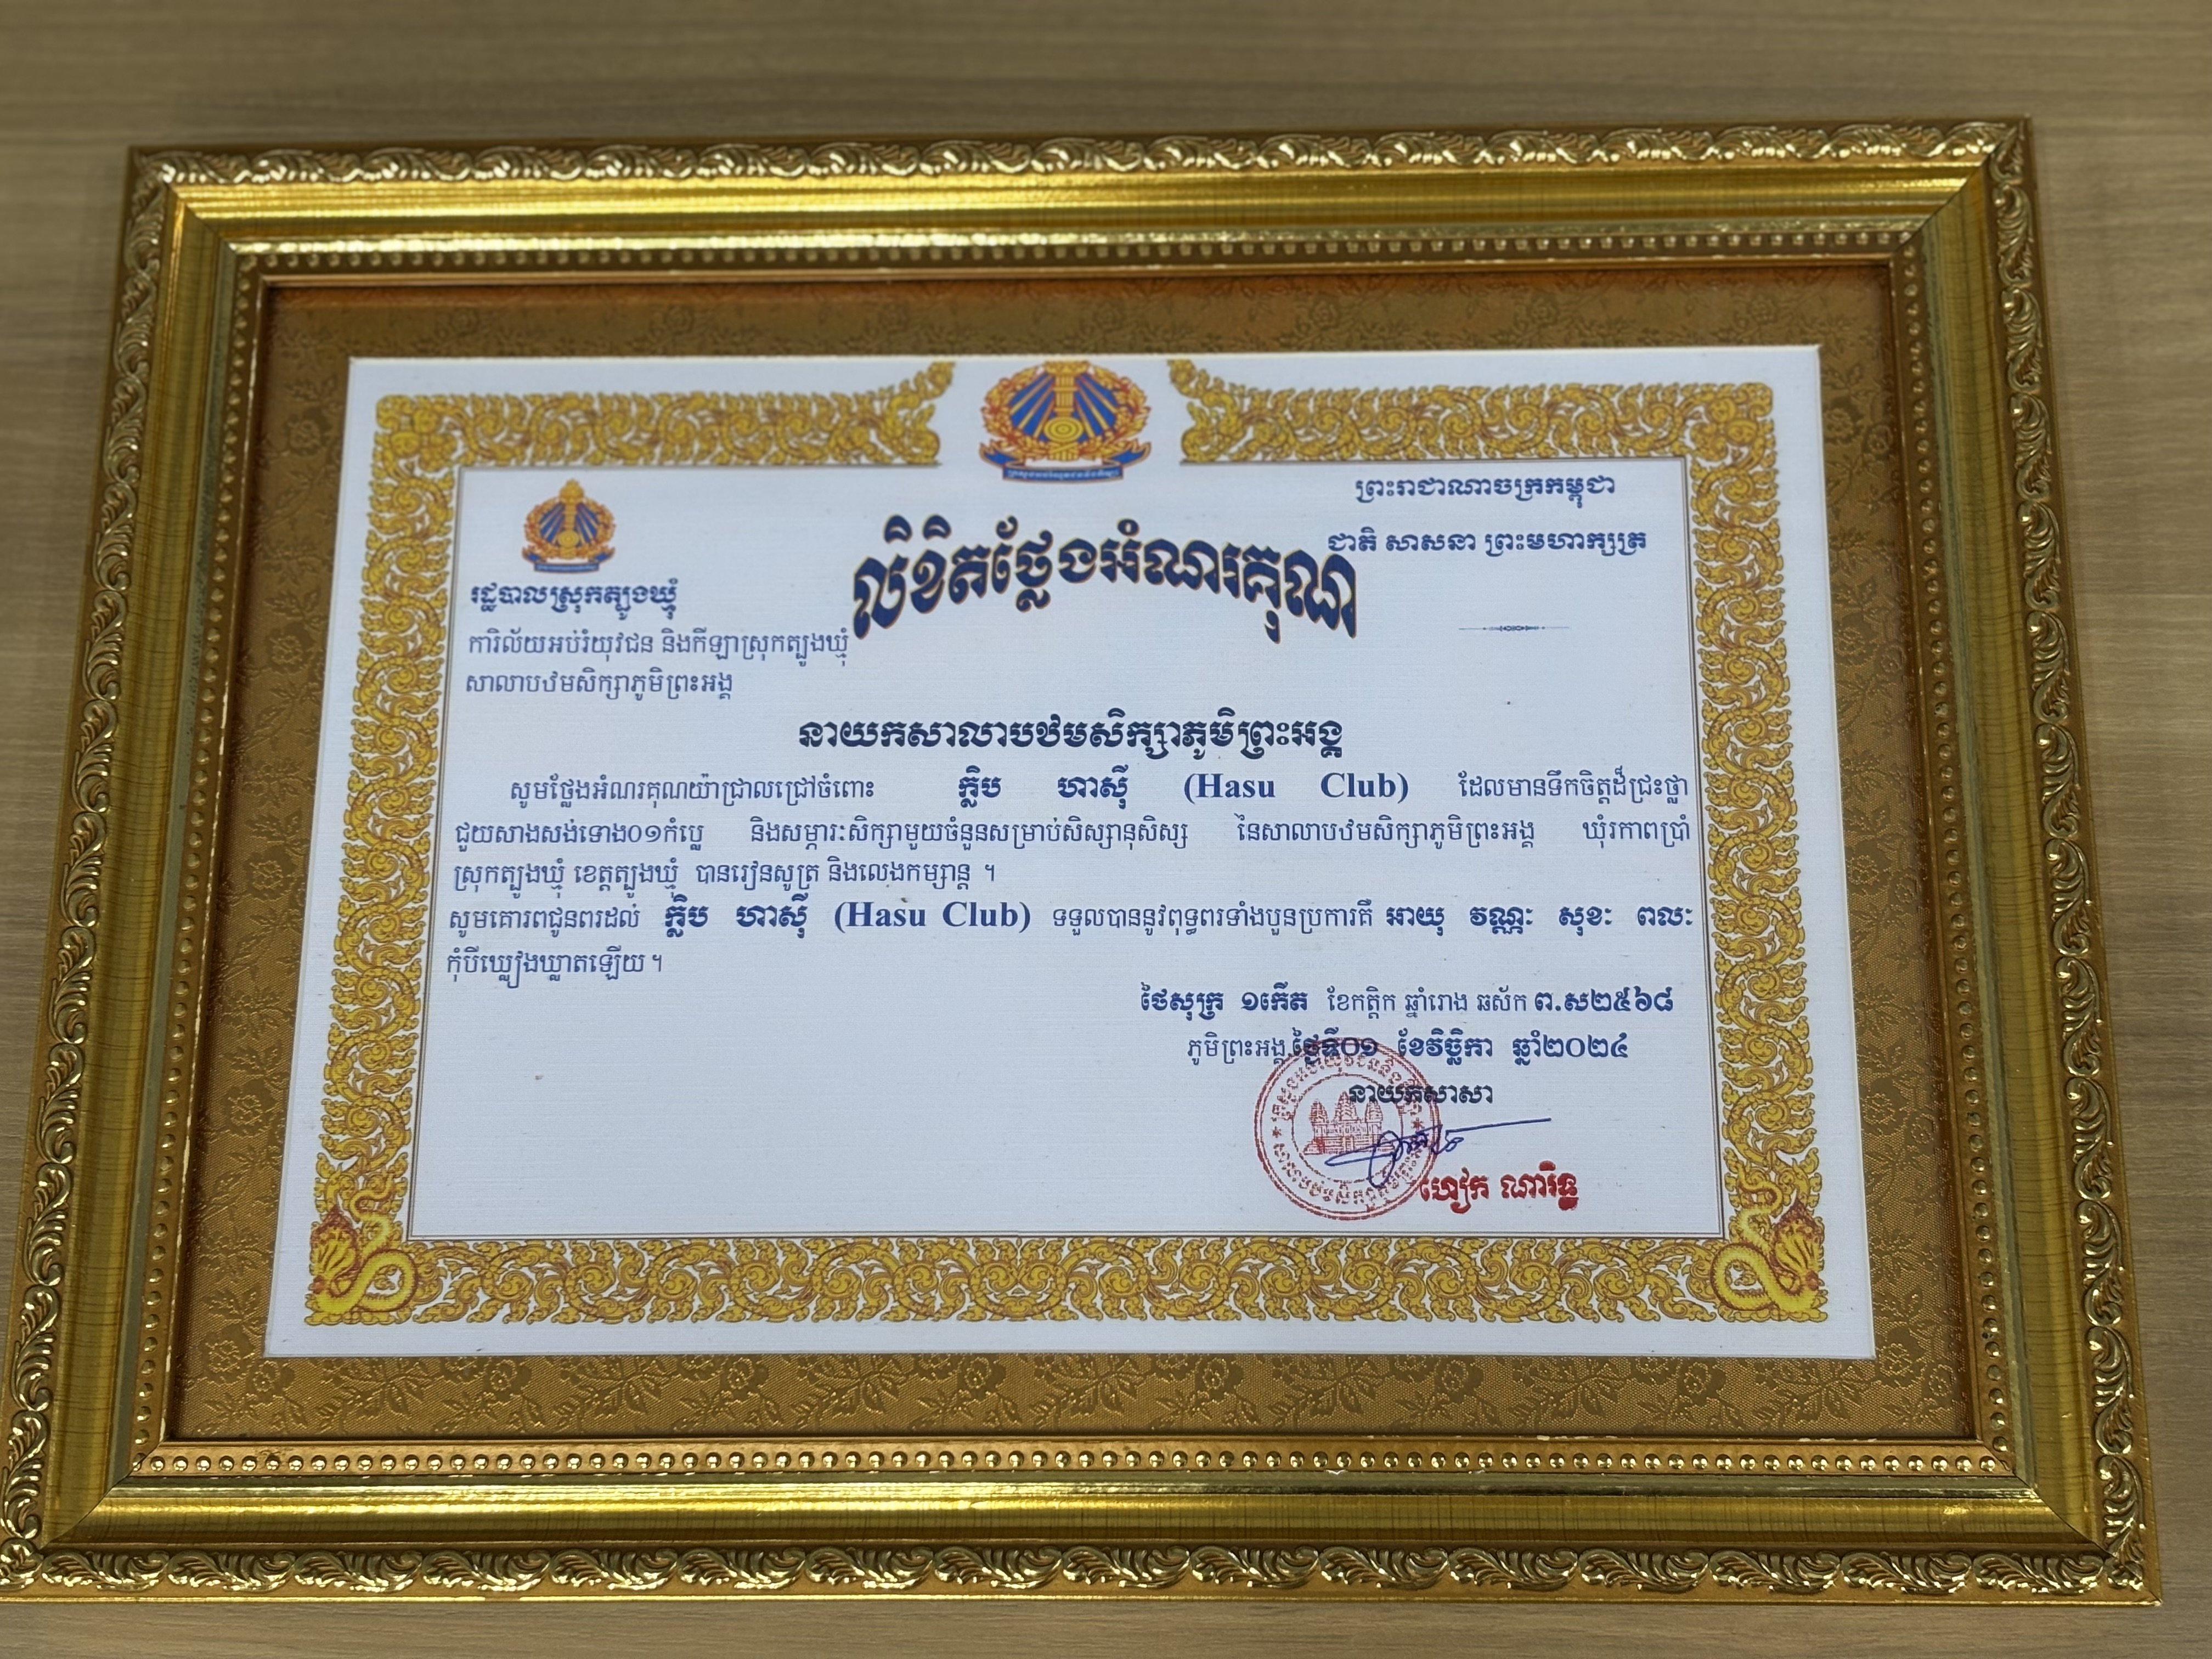 ព្រះរាជាណាចក្រកម្ពុជា
ជាតិ សាសនា ព្រះមហាក្សត្រ
លិខិតថ្លែងអំណរគុណ
រដ្ឋបាលស្រុកត្បូងឃ្មុំ
ការិល័យអប់រំយុវជន និងកីឡាស្រុកត្បូងឃ្មុំ
សាលាបឋមសិក្សាភូមិព្រះអង្គ
នាយកសាលាបឋមសិក្សាភូមិព្រះអង្គ
សូមថ្លែងអំណរគុណយ៉ាជ្រាលជ្រៅចំពោះ ក្លិប ហាស៊ី (Hasu Club) ដែលមានទឹកចិត្តដ៏ជ្រះថ្លា
ជួយសាងសង់ទោង០១កំប្លេ និងសម្ភារៈសិក្សាមួយចំនួនសម្រាប់សិស្សានុសិស្ស នៃសាលាបឋមសិក្សាភូមិព្រះអង្គ ឃុំរកាពប្រាំ
ស្រុកត្បូងឃ្មុំ ខេត្តត្បូងឃ្មុំ បានរៀនសូត្រ និងលេងកម្សាន្ត ។
សូមគោរពជូនពរដល់ ក្លិប ហាស៊ី (Hasu Club) ទទួលបាននូវពុទ្ធពរទាំងបួនប្រការគឺ អាយុ វណ្ណៈ សុខៈ ពលៈ
កុំបីឃ្លៀងឃ្លាតឡើយ ។
ថៃសុក្រ ១កើត ខែកត្តិក ឆ្នាំរោង ឆស័ក ព.ស២៥៦៨
ភូមិព្រះអង្គ ថ្ងៃទី០១ ខែវិច្ឆិកា ឆ្នាំ២០២៤
នាយកសាសា
ហៀក ណារិទ្ធ